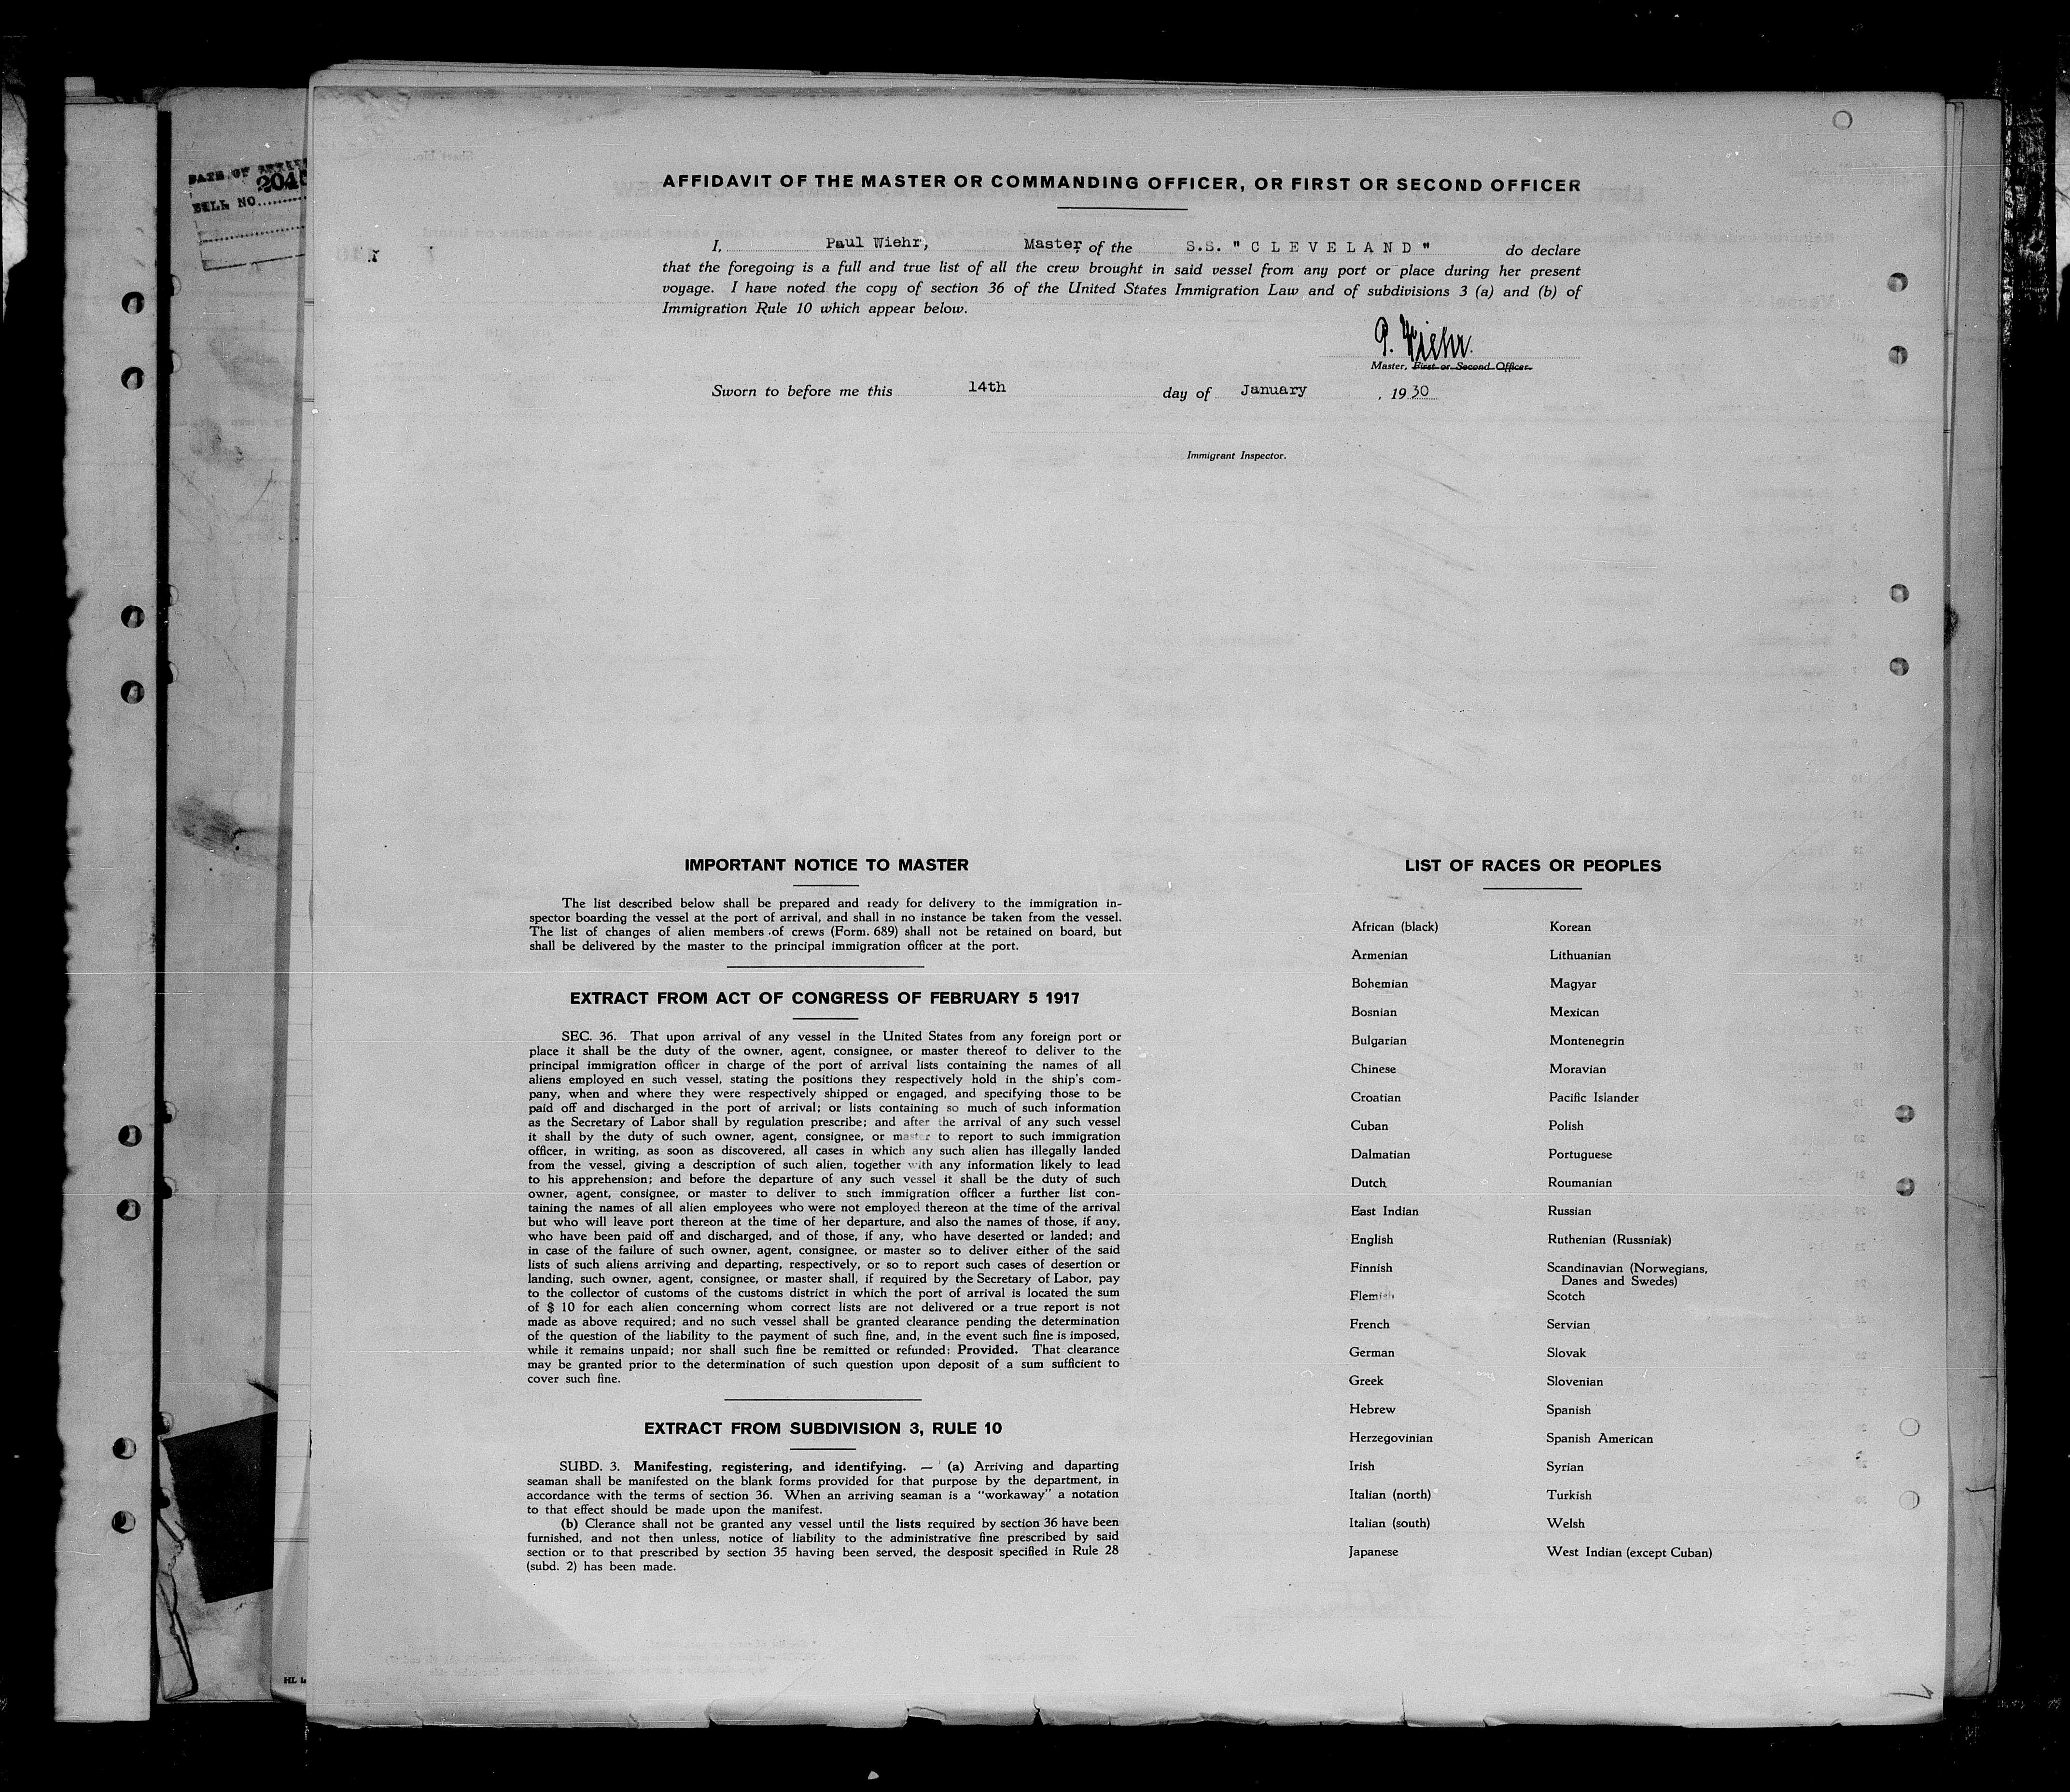 DATE OF
2040
BILL NO.
AFFIDAVIT OF THE MASTER OR COMMANDING OFFICER, OR FIRST OR SECOND OFFICER
I, Paul Wiehr, Master of the S.S. " C L E V E L A N D " do declare
that the foregoing is a full and true list of all the crew brought in said vessel from any port or place during her present
voyage. I have noted the copy of section 36 of the United States Immigration Law and of subdivisions 3 (a) and (b) of
Immigration Rule 10 which appear below.
P. Wiehr.
Master, First or Second Officer.
Sworn to before me this 14th day of January , 1930
Immigrant Inspector.
IMPORTANT NOTICE TO MASTER
The list described below shall be prepared and ready for delivery to the immigration in-
spector boarding the vessel at the port of arrival, and shall in no instance be taken from the vessel.
The list of changes of alien members of crews (Form. 689) shall not be retained on board, but
shall be delivered by the master to the principal immigration officer at the port.
EXTRACT FROM ACT OF CONGRESS OF FEBRUARY 5 1917
SEC. 36. That upon arrival of any vessel in the United States from any foreign port or
place it shall be the duty of the owner, agent, consignee, or master thereof to deliver to the
principal immigration officer in charge of the port of arrival lists containing the names of all
aliens employed en such vessel, stating the positions they respectively hold in the ship's com-
pany, when and where they were respectively shipped or engaged, and specifying those to be
paid off and discharged in the port of arrival; or lists containing so much of such information
as the Secretary of Labor shall by regulation prescribe; and after the arrival of any such vessel
it shall by the duty of such owner, agent, consignee, or master to report to such immigration
officer, in writing, as soon as discovered, all cases in which any such alien has illegally landed
from the vessel, giving a description of such alien, together with any information likely to lead
to his apprehension; and before the departure of any such vessel it shall be the duty of such
owner, agent, consignee, or master to deliver to such immigration officer a further list con-
taining the names of all alien employees who were not employed thereon at the time of the arrival
but who will leave port thereon at the time of her departure, and also the names of those, if any,
who have been paid off and discharged, and of those, if any, who have deserted or landed; and
in case of the failure of such owner, agent, consignee, or master so to deliver either of the said
lists of such aliens arriving and departing, respectively, or so to report such cases of desertion or
landing, such owner, agent, consignee, or master shall, if required by the Secretary of Labor, pay
to the collector of customs of the customs district in which the port of arrival is located the sum
of $ 10 for each alien concerning whom correct lists are not delivered or a true report is not
made as above required; and no such vessel shall be granted clearance pending the determination
of the question of the liability to the payment of such fine, and, in the event such fine is imposed,
while it remains unpaid; nor shall such fine be remitted or refunded: Provided. That clearance
may be granted prior to the determination of such question upon deposit of a sum sufficient to
cover such fine.
EXTRACT FROM SUBDIVISION 3, RULE 10
SUBD. 3. Manifesting, registering, and identifying. — (a) Arriving and daparting
seaman shall be manifested on the blank forms provided for that purpose by the department, in
accordance with the terms of section 36. When an arriving seaman is a "workaway" a notation
to that effect should be made upon the manifest.
(b) Clerance shall not be granted any vessel until the lists required by section 36 have been
furnished, and not then unless, notice of liability to the administrative fine prescribed by said
section or to that prescribed by section 35 having been served, the desposit specified in Rule 28
(subd. 2) has been made.
LIST OF RACES OR PEOPLES
African (black)
Armenian
Bohemian
Bosnian
Bulgarian
Chinese
Croatian
Cuban
Dalmatian
Dutch
East Indian
English
Finnish
Flemish
French
German
Greek
Hebrew
Herzegovinian
Irish
Italian (north)
Italian (south)
Japanese
Korean
Lithuanian
Magyar
Mexican
Montenegrin
Moravian
Pacific Islander
Polish
Portuguese
Roumanian
Russian
Ruthenian (Russniak)
Scandinavian (Norwegians,
Danes and Swedes)
Scotch
Servian
Slovak
Slovenian
Spanish
Spanish American
Syrian
Turkish
Welsh
West Indian (except Cuban)